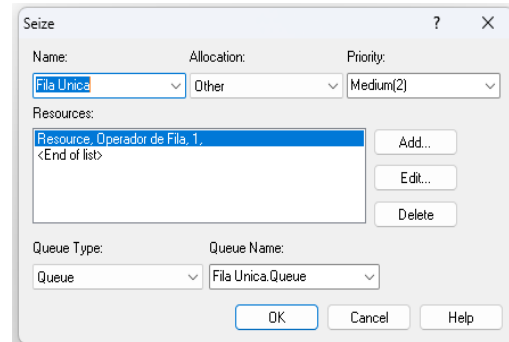 Seize ? ×
Name: Allocation: Priority:
Fila Unica Other Medium(2)
Resources:
Resource, Operador de Fila, 1,
<End of list>
Add...
Edit...
Delete
Queue Type: Queue Name:
Queue Fila Unica.Queue
OK Cancel Help